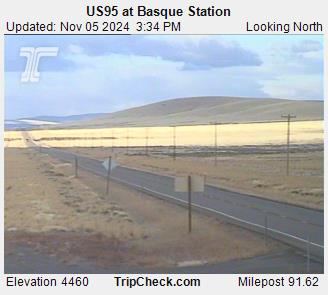 US95 at Basque Station
Updated: Nov 05 2024 3:34 PM Looking North
Elevation 4460 TripCheck.com Milepost 91.62